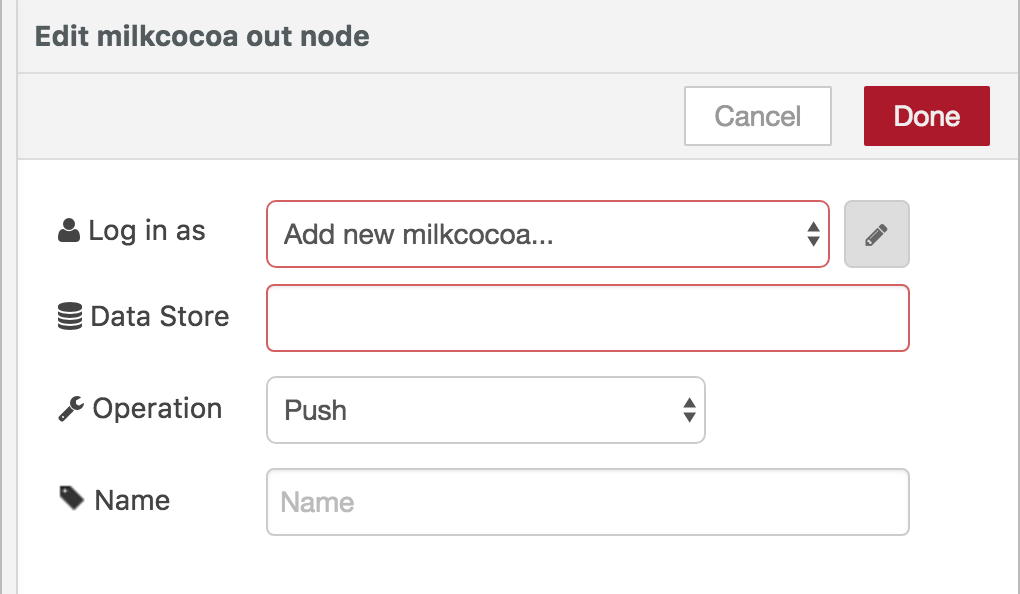 Edit milkcocoa out node
Cancel Done
Log in as Add new milkcocoa...
Data Store
Operation Push
Name Name